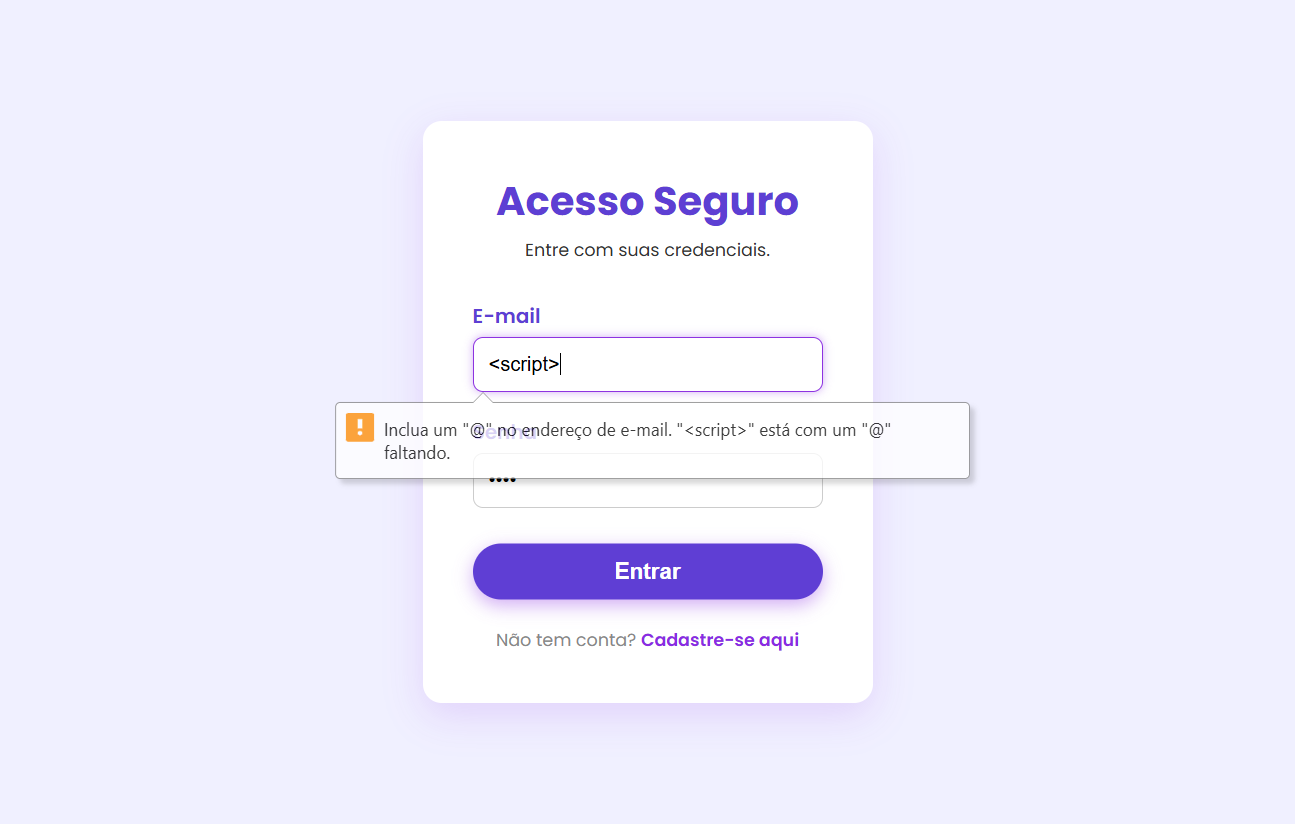 Acesso Seguro
Entre com suas credenciais.
E-mail
<script>
Inclua um "@" no endereço de e-mail. "<script>" está com um "@"
faltando.
Senha
••••
Entrar
Não tem conta? Cadastre-se aqui